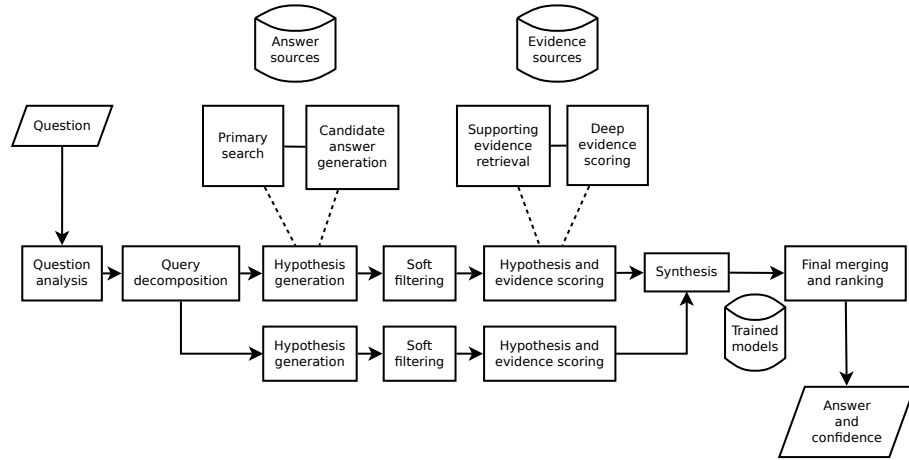 Answer
sources
Evidence
sources
Question
Primary
search
Candidate
answer
generation
Supporting
evidence
retrieval
Deep
evidence
scoring
Question
analysis
Query
decomposition
Hypothesis
generation
Soft
filtering
Hypothesis and
evidence scoring
Synthesis
Final merging
and ranking
Hypothesis
generation
Soft
filtering
Hypothesis and
evidence scoring
Trained
models
Answer
and
confidence